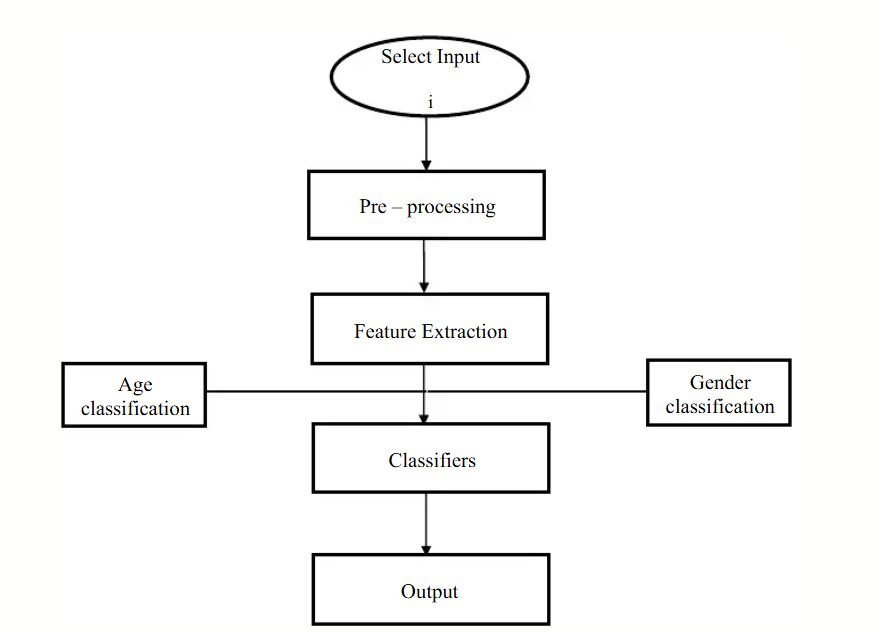 Select Input
i
Pre – processing
Feature Extraction
Age
classification
Gender
classification
Classifiers
Output